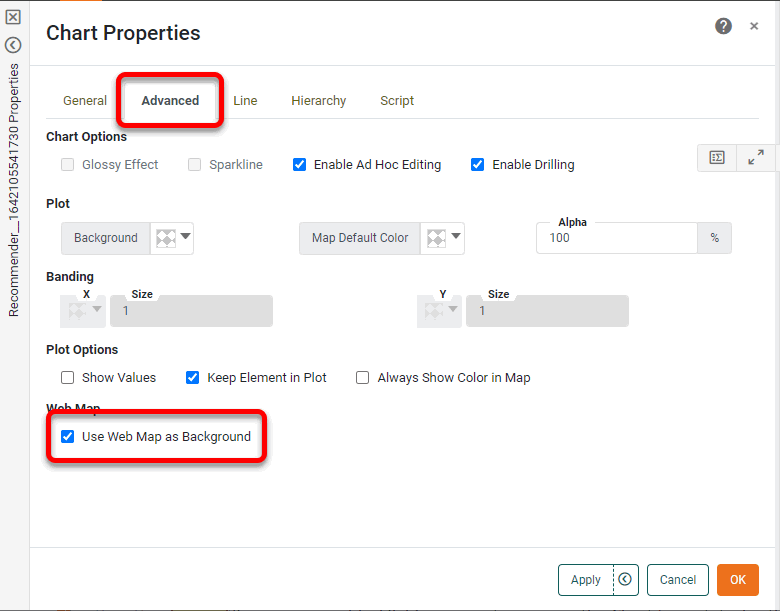 Recommender__1642105541730 Properties
Chart Properties
General Advanced Line Hierarchy Script
Chart Options
Glossy Effect Sparkline Enable Ad Hoc Editing Enable Drilling
Plot
Background Map Default Color Alpha 100 %
Banding
X Size Y Size
1 1
Plot Options
Show Values Keep Element in Plot Always Show Color in Map
Web Map
Use Web Map as Background
Apply Cancel OK